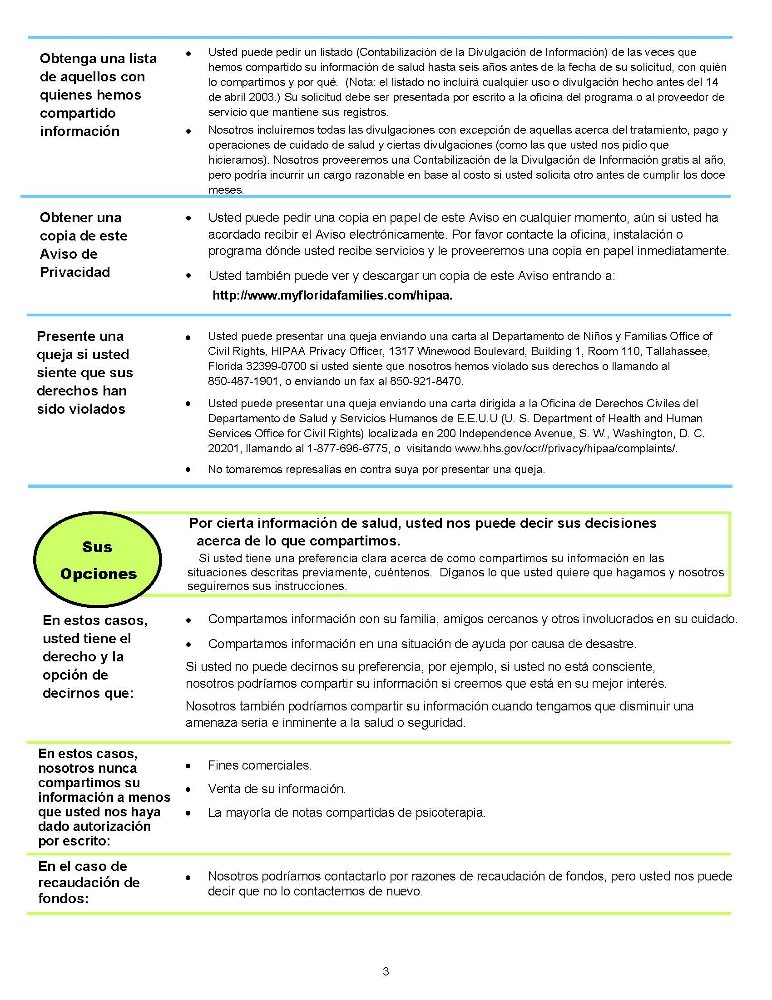 Obtenga una lista
de aquellos con
quienes hemos
compartido
información
• Usted puede pedir un listado (Contabilización de la Divulgación de Información) de las veces que
hemos compartido su información de salud hasta seis años antes de la fecha de su solicitud, con quién
lo compartimos y por qué.  (Nota: el listado no incluirá cualquier uso o divulgación hecho antes del 14
de abril 2003.) Su solicitud debe ser presentada por escrito a la oficina del programa o al proveedor de
servicio que mantiene sus registros.
• Nosotros incluiremos todas las divulgaciones con excepción de aquellas acerca del tratamiento, pago y
operaciones de cuidado de salud y ciertas divulgaciones (como las que usted nos pidío que
hicieramos). Nosotros proveeremos una Contabilización de la Divulgación de Información gratis al año,
pero podría incurrir un cargo razonable en base al costo si usted solicita otro antes de cumplir los doce
meses.
Obtener una
copia de este
Aviso de
Privacidad
• Usted puede pedir una copia en papel de este Aviso en cualquier momento, aún si usted ha
acordado recibir el Aviso electrónicamente. Por favor contacte la oficina, instalación o
programa dónde usted recibe servicios y le proveeremos una copia en papel inmediatamente.
• Usted también puede ver y descargar un copia de este Aviso entrando a:
http://www.myfloridafamilies.com/hipaa.
Presente una
queja si usted
siente que sus
derechos han
sido violados
• Usted puede presentar una queja enviando una carta al Departamento de Niños y Familias Office of
Civil Rights, HIPAA Privacy Officer, 1317 Winewood Boulevard, Building 1, Room 110, Tallahassee,
Florida 32399-0700 si usted siente que nosotros hemos violado sus derechos o llamando al
850-487-1901, o enviando un fax al 850-921-8470.
• Usted puede presentar una queja enviando una carta dirigida a la Oficina de Derechos Civiles del
Departamento de Salud y Servicios Humanos de E.E.U.U (U. S. Department of Health and Human
Services Office for Civil Rights) localizada en 200 Independence Avenue, S. W., Washington, D. C.
20201, llamando al 1-877-696-6775, o  visitando www.hhs.gov/ocr//privacy/hipaa/complaints/.
• No tomaremos represalias en contra suya por presentar una queja.
Sus
Opciones
Por cierta información de salud, usted nos puede decir sus decisiones
acerca de lo que compartimos.
Si usted tiene una preferencia clara acerca de como compartimos su información en las
situaciones descritas previamente, cuéntenos.  Díganos lo que usted quiere que hagamos y nosotros
seguiremos sus instrucciones.
En estos casos,
usted tiene el
derecho y la
opción de
decirnos que:
• Compartamos información con su familia, amigos cercanos y otros involucrados en su cuidado.
• Compartamos información en una situación de ayuda por causa de desastre.
Si usted no puede decirnos su preferencia, por ejemplo, si usted no está consciente,
nosotros podríamos compartir su información si creemos que está en su mejor interés.
Nosotros también podríamos compartir su información cuando tengamos que disminuir una
amenaza seria e inminente a la salud o seguridad.
En estos casos,
nosotros nunca
compartimos su
información a menos
que usted nos haya
dado autorización
por escrito:
• Fines comerciales.
• Venta de su información.
• La mayoría de notas compartidas de psicoterapia.
En el caso de
recaudación de
fondos:
• Nosotros podríamos contactarlo por razones de recaudación de fondos, pero usted nos puede
decir que no lo contactemos de nuevo.
3